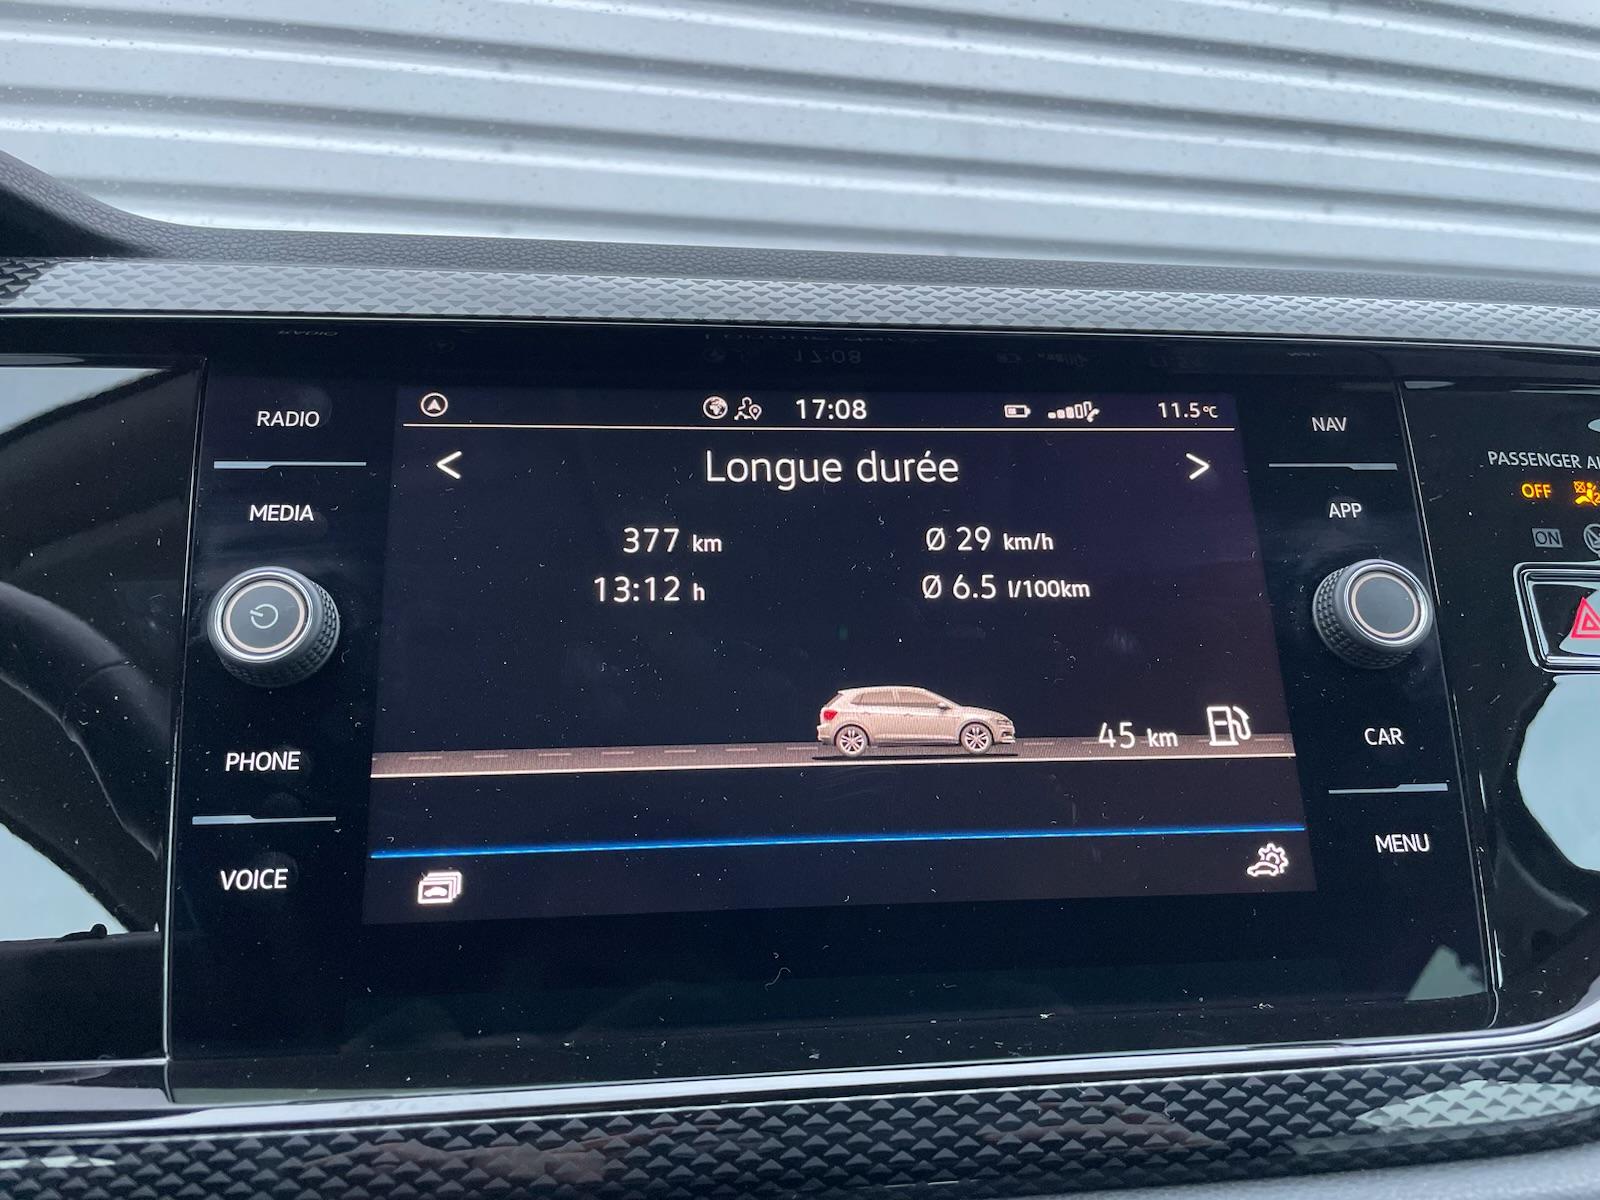 RADIO
MEDIA
PHONE
VOICE
17:08
11.5°C
Longue durée
377 km
Ø 29 km/h
13:12 h
Ø 6.5 l/100km
45 km
NAV
APP
CAR
MENU
PASSENGER
OFF
ON